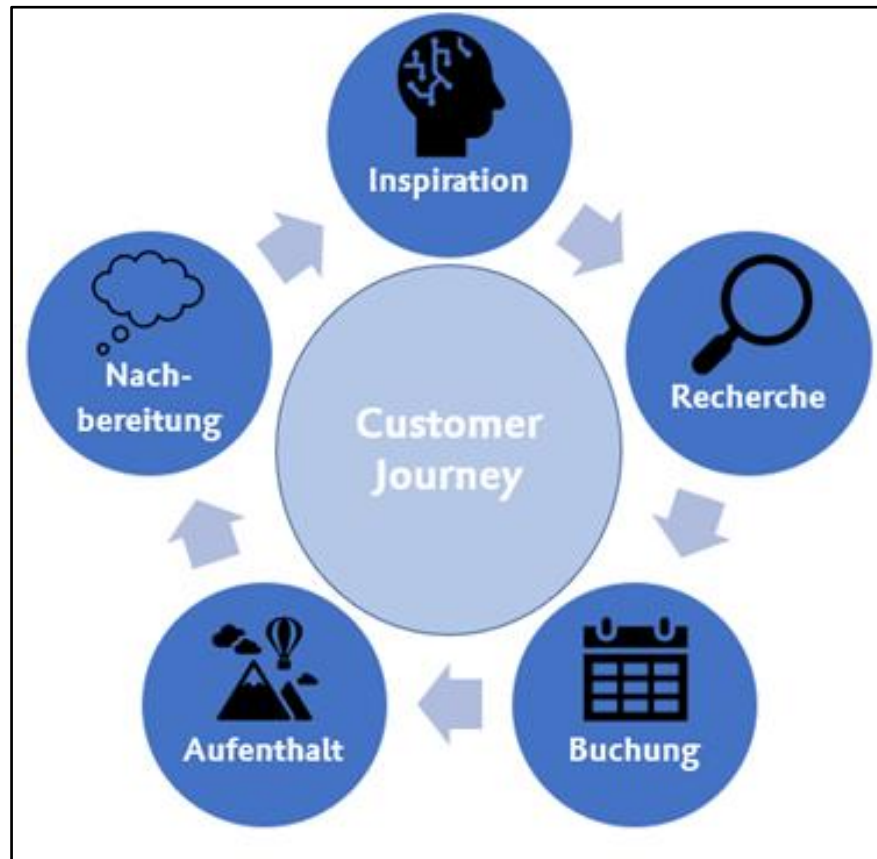 Inspiration
Recherche
Buchung
Aufenthalt
Nach-
bereitung
Customer
Journey